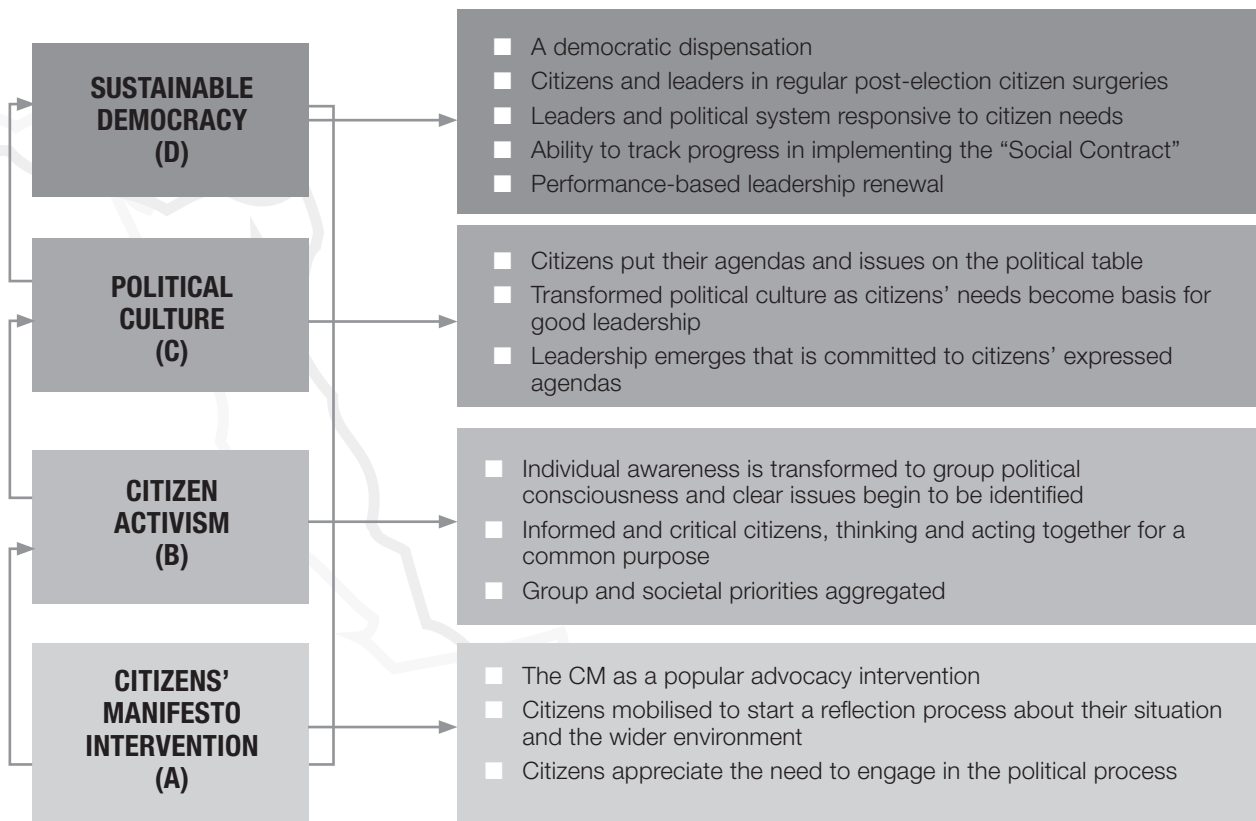 SUSTAINABLE
DEMOCRACY
(D)
■ A democratic dispensation
■ Citizens and leaders in regular post-election citizen surgeries
■ Leaders and political system responsive to citizen needs
■ Ability to track progress in implementing the “Social Contract”
■ Performance-based leadership renewal
POLITICAL
CULTURE
(C)
■ Citizens put their agendas and issues on the political table
■ Transformed political culture as citizens’ needs become basis for
good leadership
■ Leadership emerges that is committed to citizens’ expressed
agendas
CITIZEN
ACTIVISM
(B)
■ Individual awareness is transformed to group political
consciousness and clear issues begin to be identified
■ Informed and critical citizens, thinking and acting together for a
common purpose
■ Group and societal priorities aggregated
CITIZENS’
MANIFESTO
INTERVENTION
(A)
■ The CM as a popular advocacy intervention
■ Citizens mobilised to start a reflection process about their situation
and the wider environment
■ Citizens appreciate the need to engage in the political process